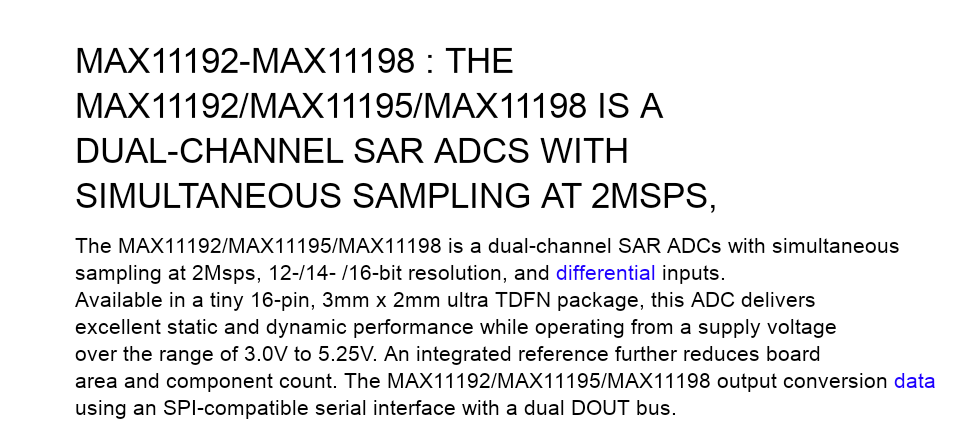 MAX11192-MAX11198 : THE
MAX11192/MAX11195/MAX11198 IS A
DUAL-CHANNEL SAR ADCS WITH
SIMULTANEOUS SAMPLING AT 2MSPS,
The MAX11192/MAX11195/MAX11198 is a dual-channel SAR ADCs with simultaneous
sampling at 2Msps, 12-/14- /16-bit resolution, and differential inputs.
Available in a tiny 16-pin, 3mm x 2mm ultra TDFN package, this ADC delivers
excellent static and dynamic performance while operating from a supply voltage
over the range of 3.0V to 5.25V. An integrated reference further reduces board
area and component count. The MAX11192/MAX11195/MAX11198 output conversion data
using an SPI-compatible serial interface with a dual DOUT bus.